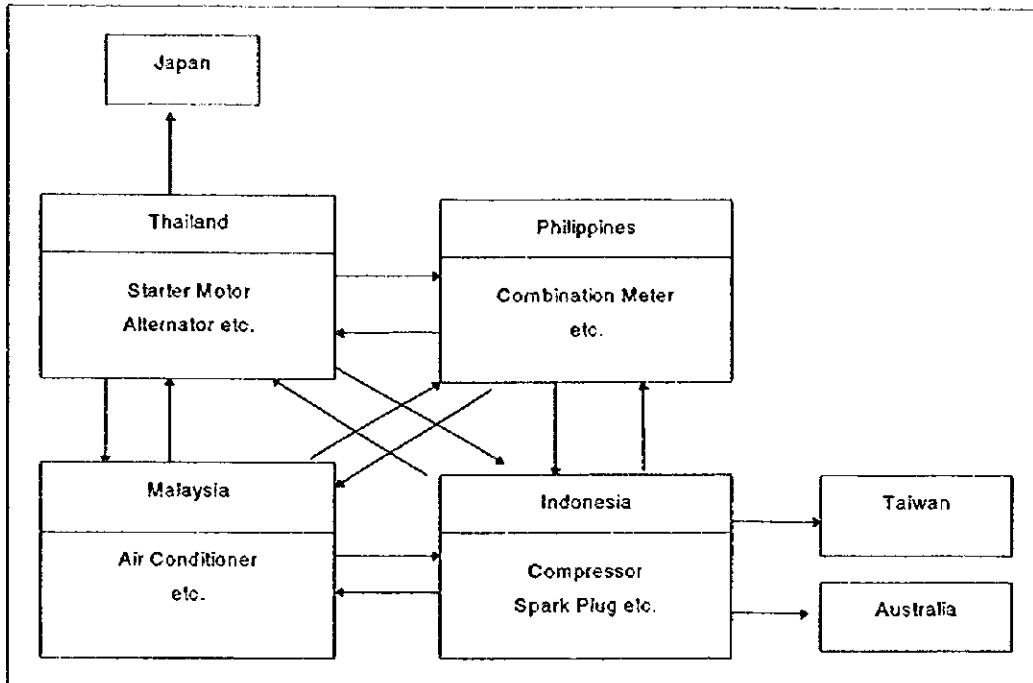 Japan
Thailand
Starter Motor
Alternator etc.
Philippines
Combination Meter
etc.
Malaysia
Air Conditioner
etc.
Indonesia
Compressor
Spark Plug etc.
Taiwan
Australia